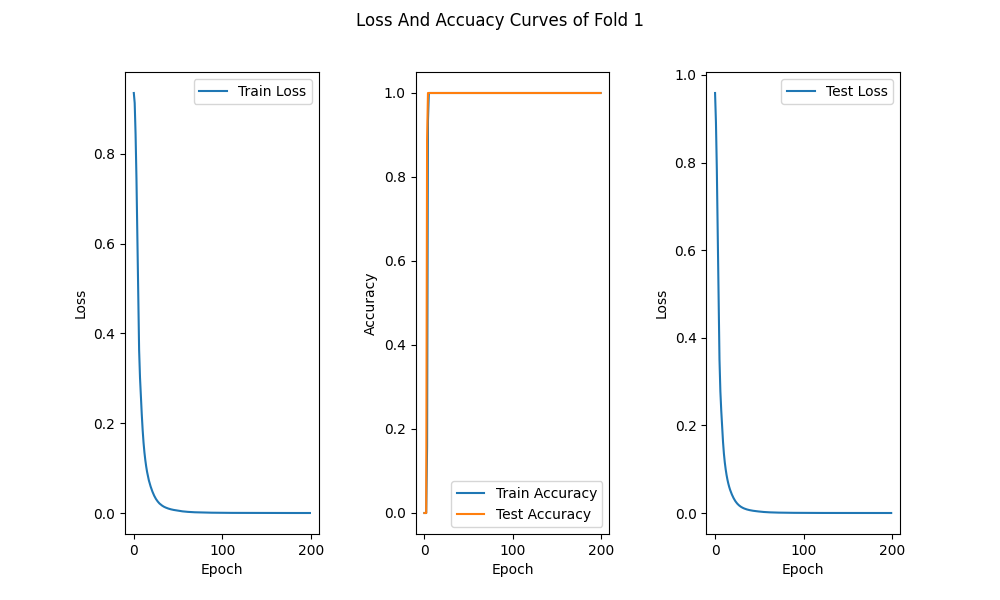 Loss And Accuacy Curves of Fold 1
Train Loss
Loss
0.8
0.6
0.4
0.2
0.0
0 100 200
Epoch
Accuracy
1.0
0.8
0.6
0.4
0.2
0.0
Train Accuracy
Test Accuracy
0 100 200
Epoch
Test Loss
Loss
1.0
0.8
0.6
0.4
0.2
0.0
0 100 200
Epoch